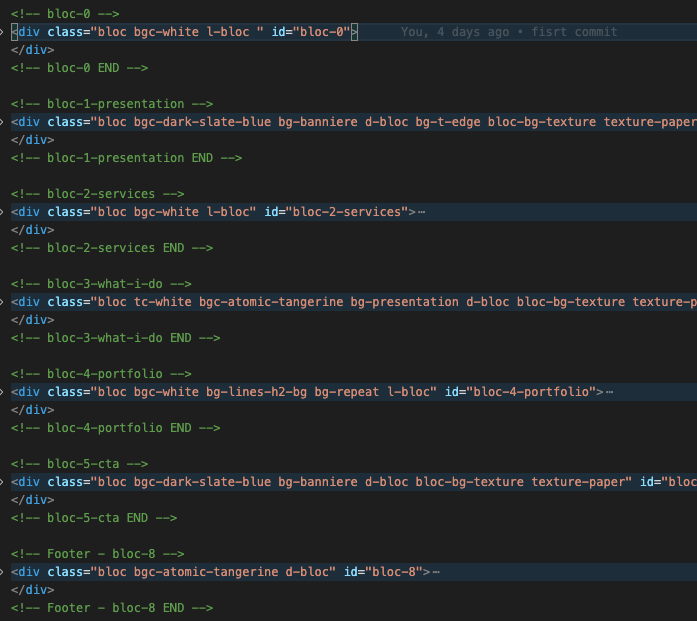 <!-- bloc-0 -->
<div class="bloc bgc-white l-bloc " id="bloc-0"> You, 4 days ago • fisrt commit
</div>
<!-- bloc-0 END -->
<!-- bloc-1-presentation -->
<div class="bloc bgc-dark-slate-blue bg-banniere d-bloc bg-t-edge bloc-bg-texture texture-paper
</div>
<!-- bloc-1-presentation END -->
<!-- bloc-2-services -->
<div class="bloc bgc-white l-bloc" id="bloc-2-services">⋯
</div>
<!-- bloc-2-services END -->
<!-- bloc-3-what-i-do -->
<div class="bloc tc-white bgc-atomic-tangerine bg-presentation d-bloc bloc-bg-texture texture-p
</div>
<!-- bloc-3-what-i-do END -->
<!-- bloc-4-portfolio -->
<div class="bloc bgc-white bg-lines-h2-bg bg-repeat l-bloc" id="bloc-4-portfolio">⋯
</div>
<!-- bloc-4-portfolio END -->
<!-- bloc-5-cta -->
<div class="bloc bgc-dark-slate-blue bg-banniere d-bloc bloc-bg-texture texture-paper" id="bloc
</div>
<!-- bloc-5-cta END -->
<!-- Footer - bloc-8 -->
<div class="bloc bgc-atomic-tangerine d-bloc" id="bloc-8">⋯
</div>
<!-- Footer - bloc-8 END -->